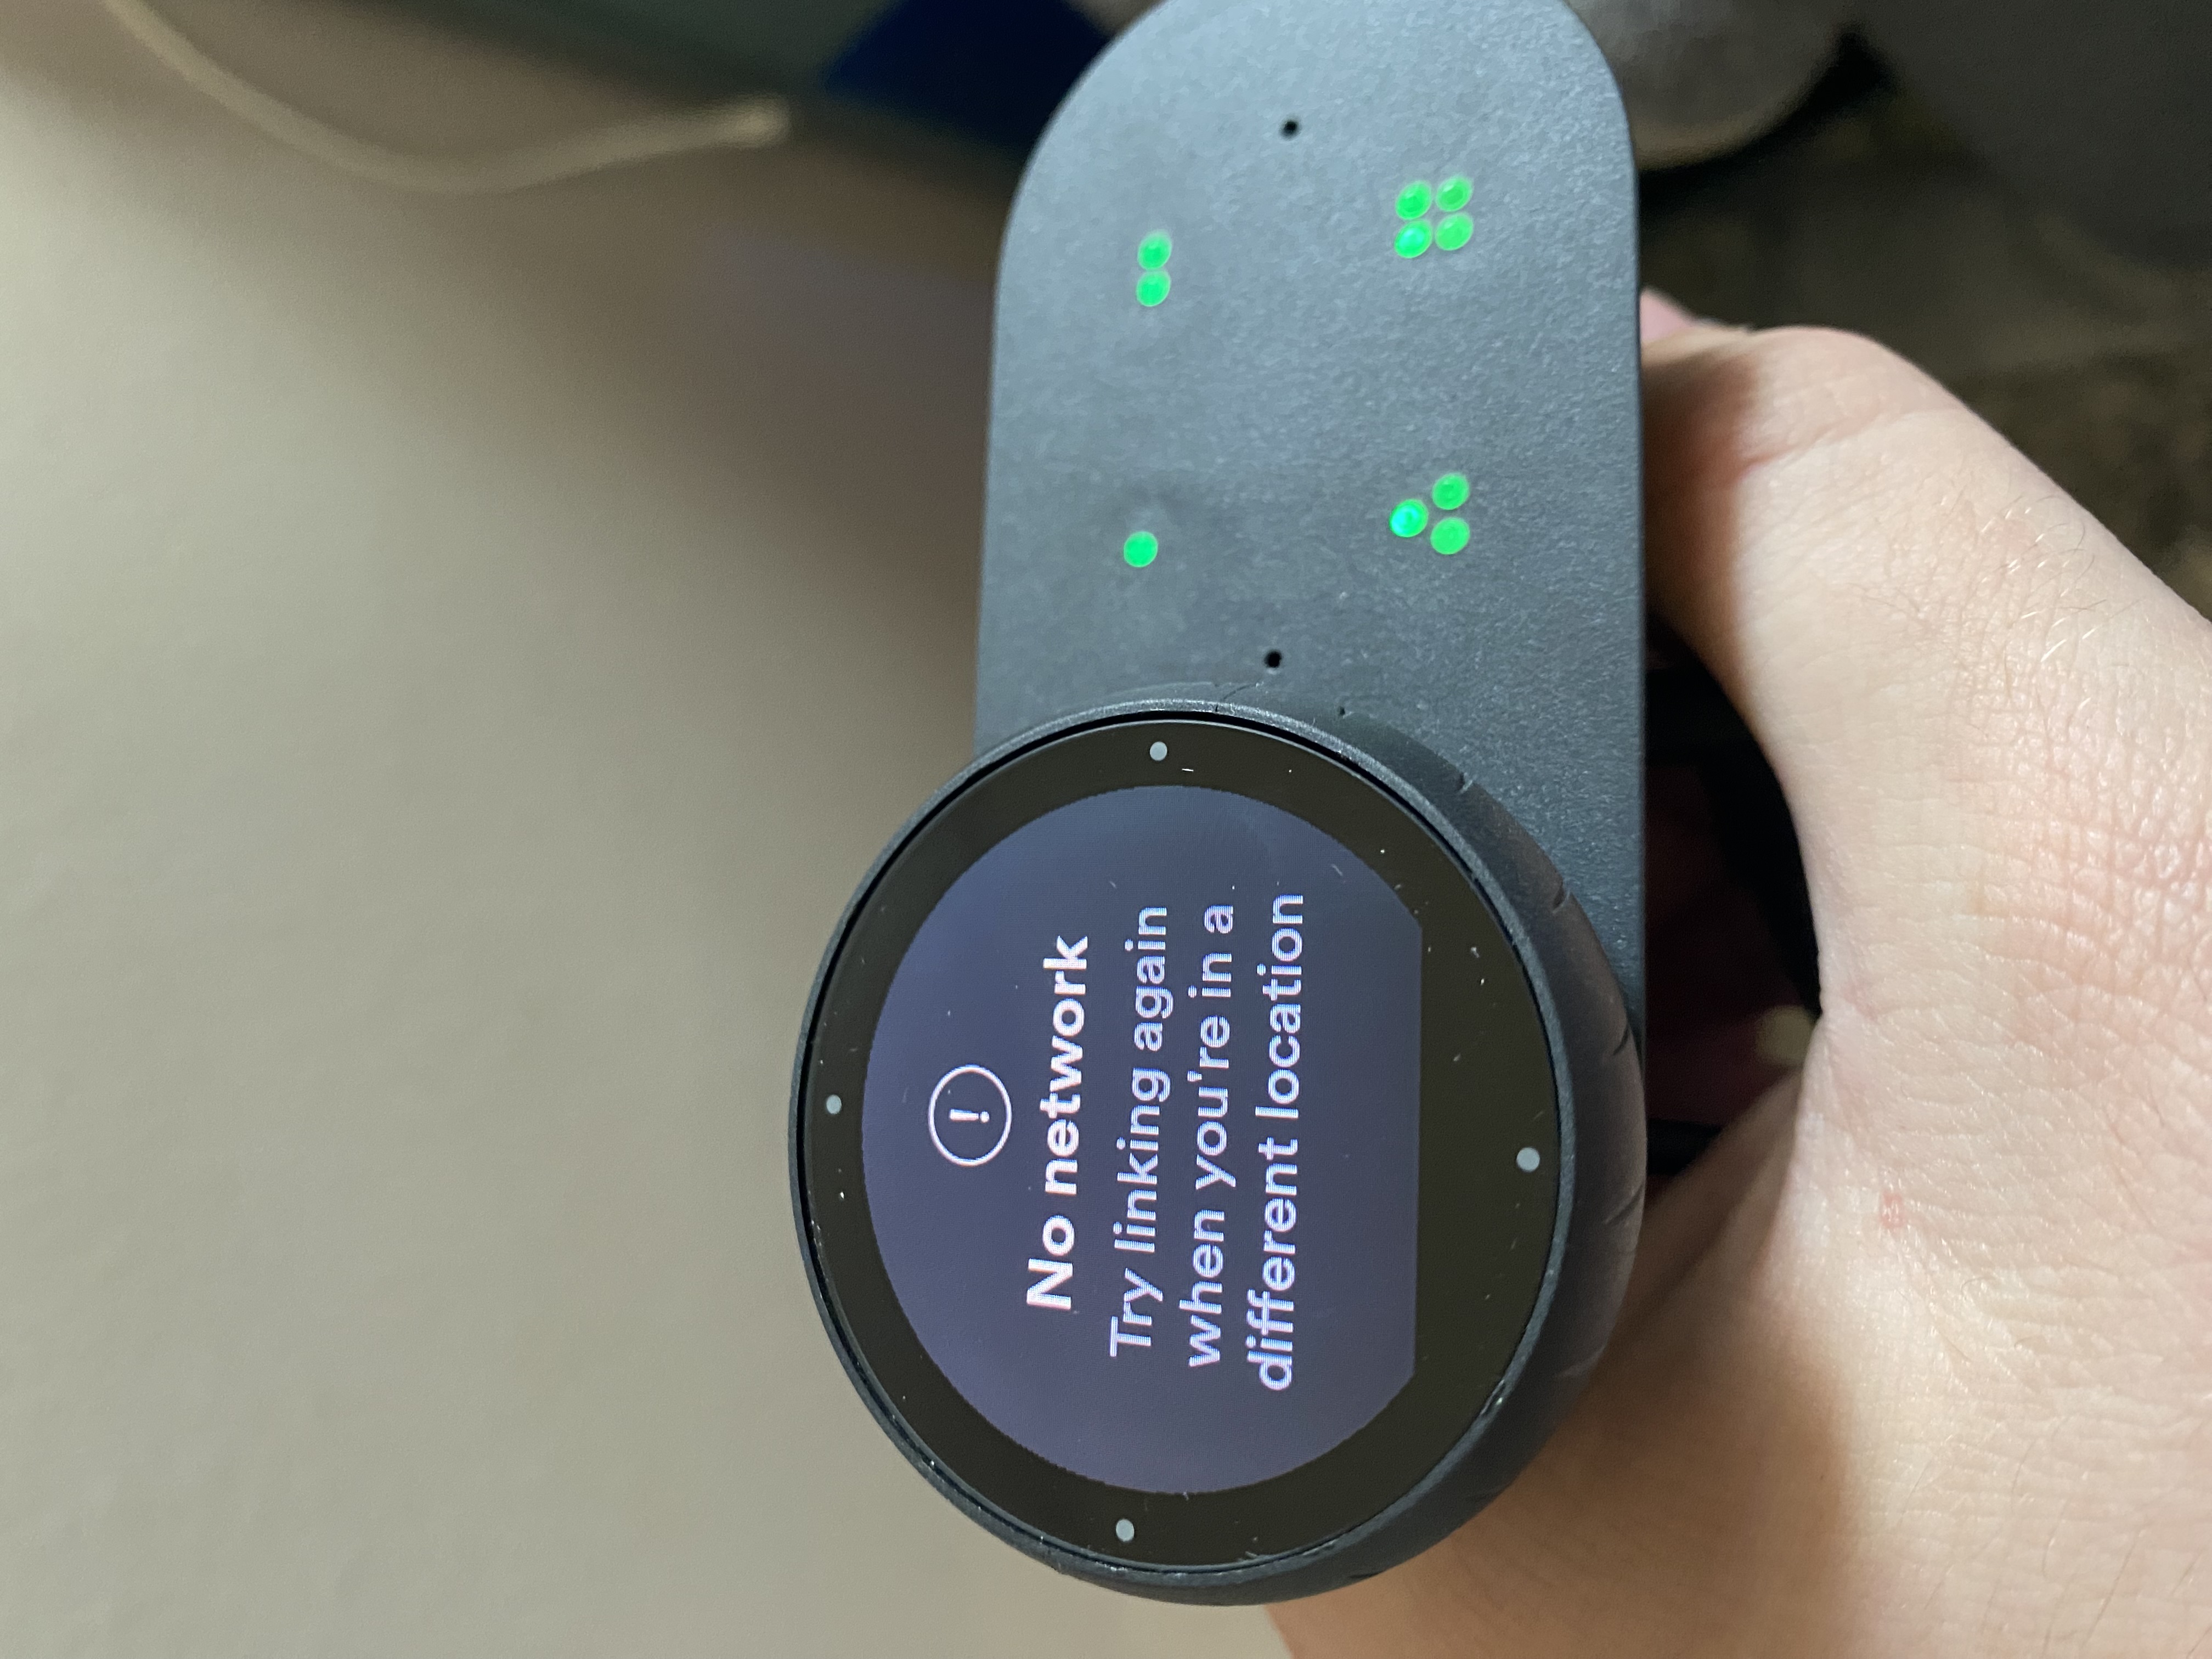 No network
Try linking again
when you're in a
different location